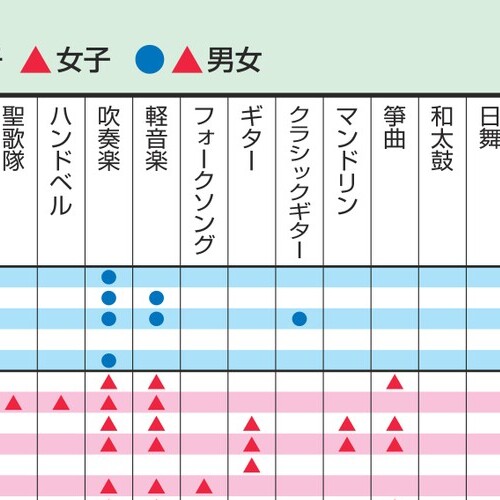 女子 男女
聖歌隊
ハンドベル
吹奏楽
軽音楽
フォークソング
ギター
クラシックギター
マンドリン
箏曲
和太鼓
日舞